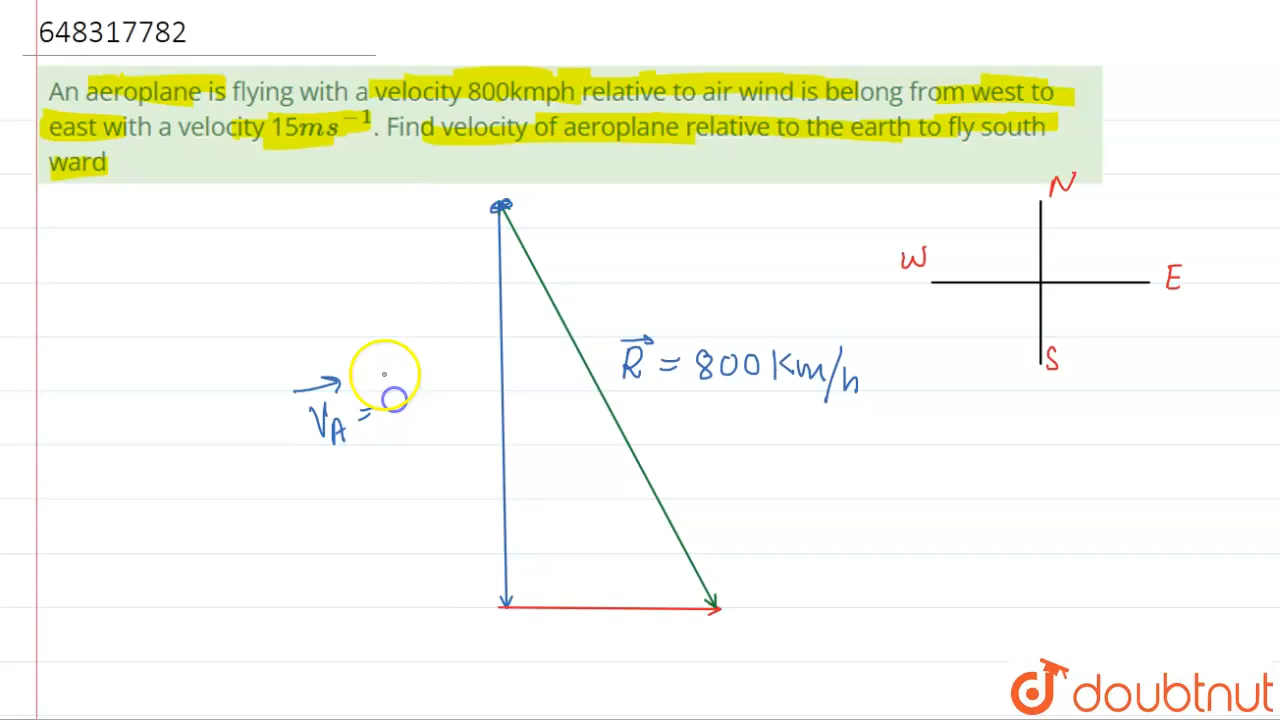 648317782
An aeroplane is flying with a velocity 800kmph relative to air wind is belong from west to
east with a velocity 15ms⁻¹. Find velocity of aeroplane relative to the earth to fly south
ward
N
W
E
R = 800 Km/h
S
V_A =
doubtnut